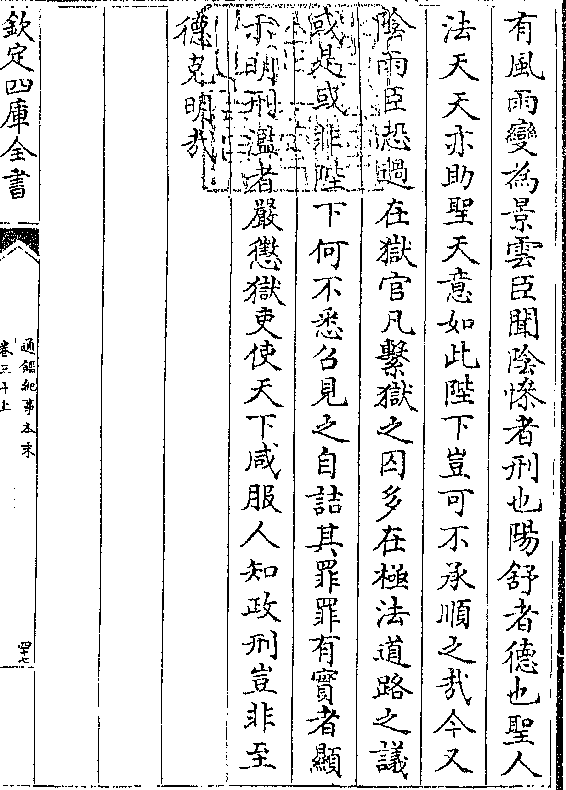 有風雨變為景雲臣聞陰慘者刑也陽舒者德也聖人
法天天亦助聖天意如此陛下豈可不承順之哉今又
陰雨臣恐過在獄官凡繫獄之囚多在極法道路之議
或是或非陛下何不悉召見之自詰其罪罪有實者顯
示明刑濫者嚴懲獄吏使天下咸服人知政刑豈非至
德克明哉
欽定四庫全書
通鑑紀事本末
卷三十上
四十七